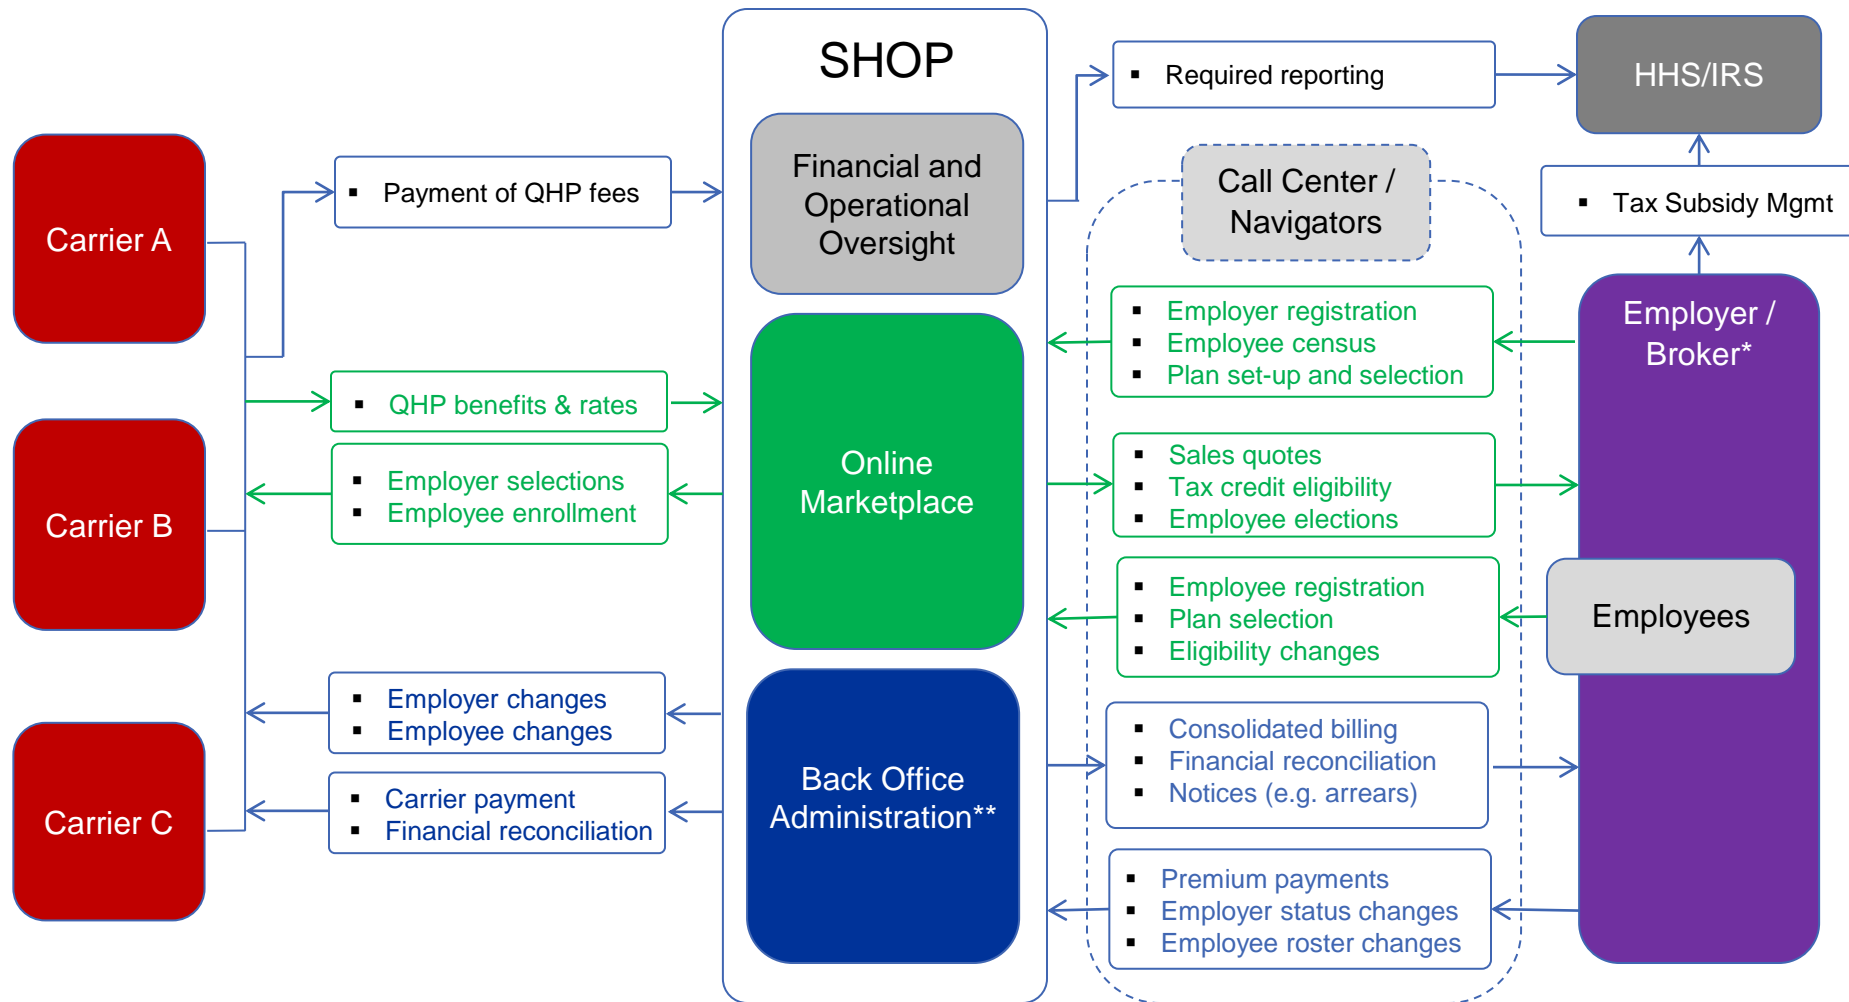 SHOP
Carrier A
Carrier B
Carrier C
▪ Payment of QHP fees
▪ QHP benefits & rates
▪ Employer selections
▪ Employee enrollment
▪ Employer changes
▪ Employee changes
▪ Carrier payment
▪ Financial reconciliation
Financial and
Operational
Oversight
Online
Marketplace
Back Office
Administration**
▪ Required reporting
Call Center /
Navigators
▪ Employer registration
▪ Employee census
▪ Plan set-up and selection
▪ Sales quotes
▪ Tax credit eligibility
▪ Employee elections
▪ Employee registration
▪ Plan selection
▪ Eligibility changes
▪ Consolidated billing
▪ Financial reconciliation
▪ Notices (e.g. arrears)
▪ Premium payments
▪ Employer status changes
▪ Employee roster changes
HHS/IRS
▪ Tax Subsidy Mgmt
Employer /
Broker*
Employees